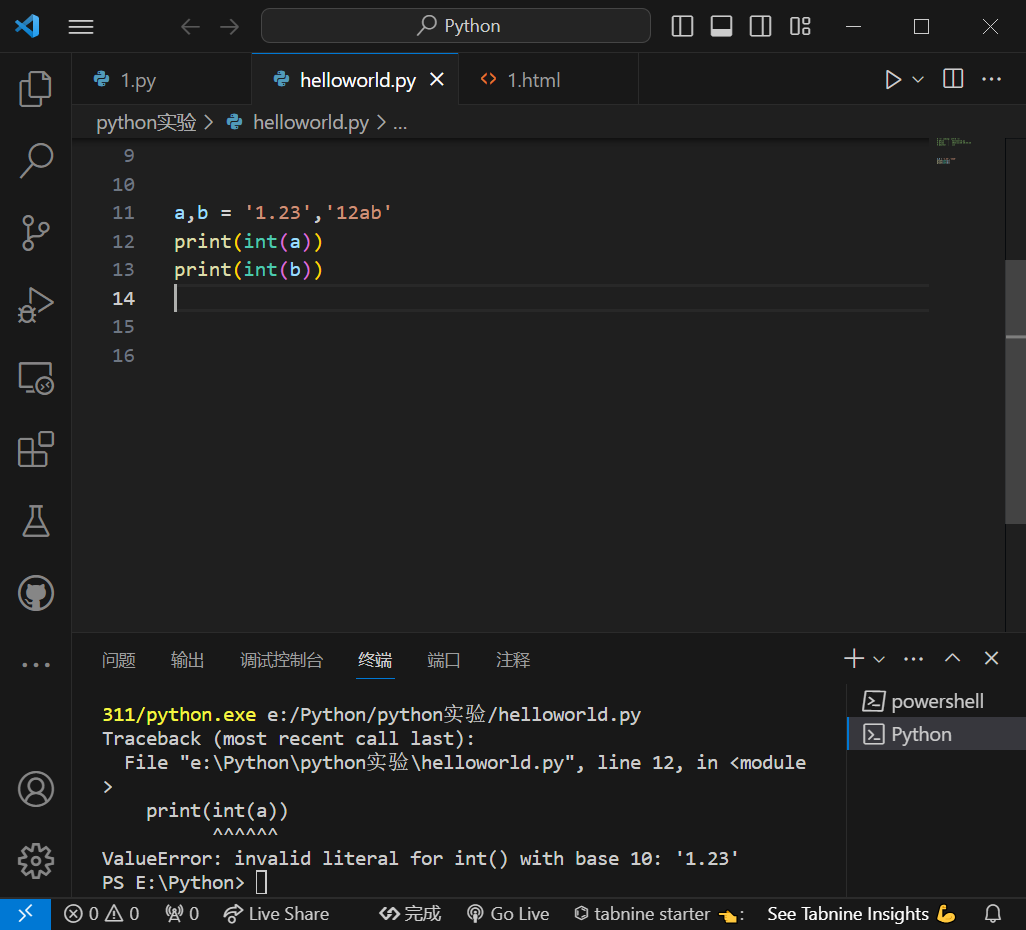 Python
1.py
helloworld.py
1.html
python实验 > helloworld.py > ...
9
10
11 a,b = '1.23','12ab'
12 print(int(a))
13 print(int(b))
14
15
16
问题 输出 调试控制台 终端 端口 注释
powershell
Python
311/python.exe e:/Python/python实验/helloworld.py
Traceback (most recent call last):
  File "e:\Python\python实验\helloworld.py", line 12, in <module
>
    print(int(a))
          ^^^^^^
ValueError: invalid literal for int() with base 10: '1.23'
PS E:\Python>
0 0 0 Live Share 完成 Go Live tabnine starter 👈: See Tabnine Insights 💪